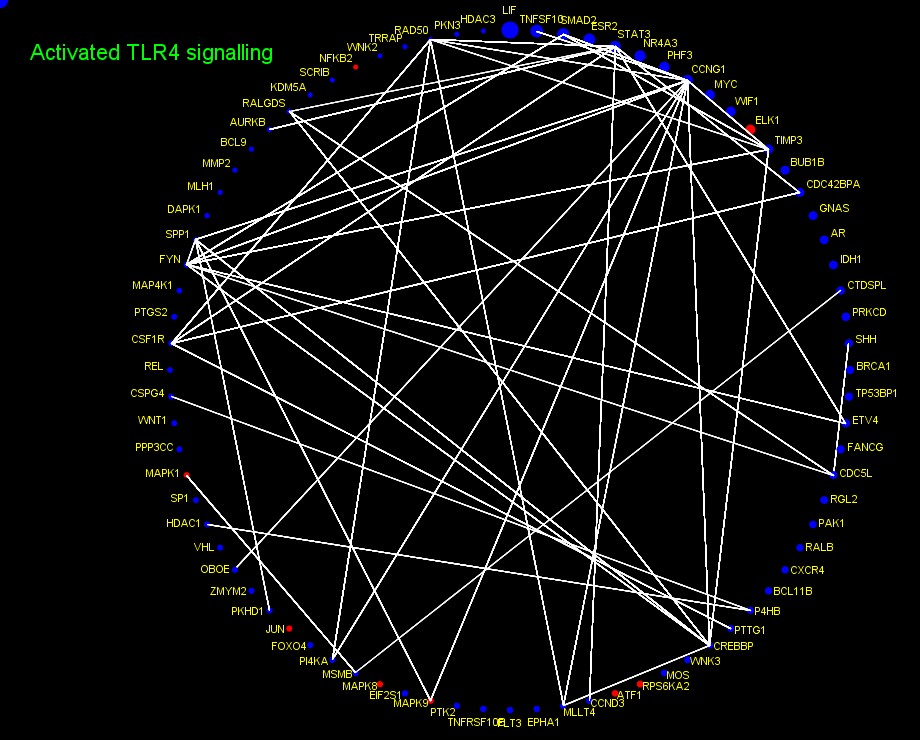 Activated TLR4 signalling
LIF
TNFSF10
SMAD2
ESR2
STAT3
NR4A3
PHF3
CCNG1
MYC
WIF1
ELK1
TIMP3
BUB1B
CDC42BPA
GNAS
AR
IDH1
CTDSPL
PRKCD
SHH
BRCA1
TP53BP1
ETV4
FANCG
CDC5L
RGL2
PAK1
RALB
CXCR4
BCL11B
P4HB
PTTG1
CREBBP
WNK3
MOS
RPS6KA2
ATF1
CCND3
MLLT4
EPHA1
FLT3
PTK2
MAPK9
EIF2S1
MAPK8
MSMB
PI4KA
FOXO4
JUN
PKHD1
ZMYM2
OBOE
VHL
HDAC1
SP1
MAPK1
PPP3CC
WNT1
CSPG4
REL
CSF1R
PTGS2
MAP4K1
FYN
SPP1
DAPK1
MLH1
MMP2
BCL9
AURKB
RALGDS
KDM5A
SCRIB
NFKB2
WNK2
TRRAP
RAD50
PKN3
HDAC3